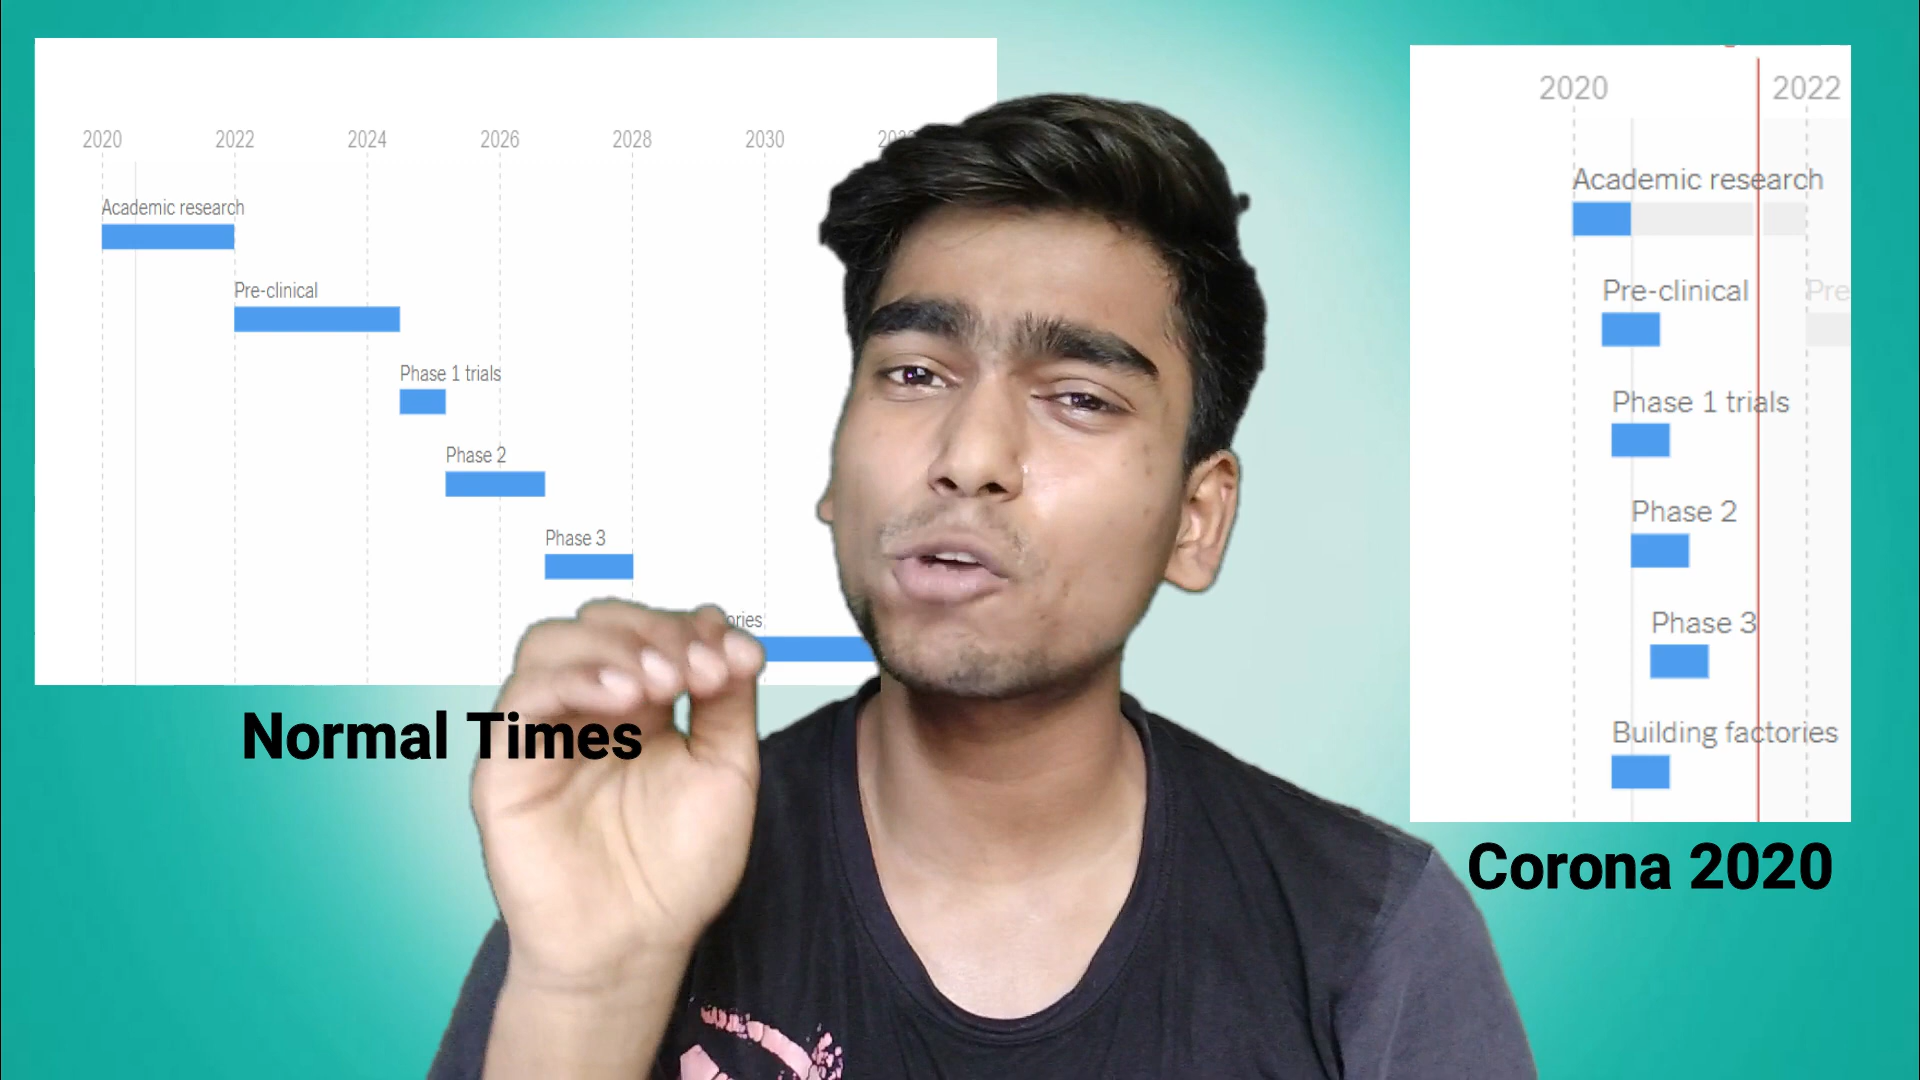 2020 2022 2024 2026 2028 2030
Academic research
Pre-clinical
Phase 1 trials
Phase 2
Phase 3
Normal Times
2020 2022
Academic research
Pre-clinical Pre
Phase 1 trials
Phase 2
Phase 3
Building factories
Corona 2020